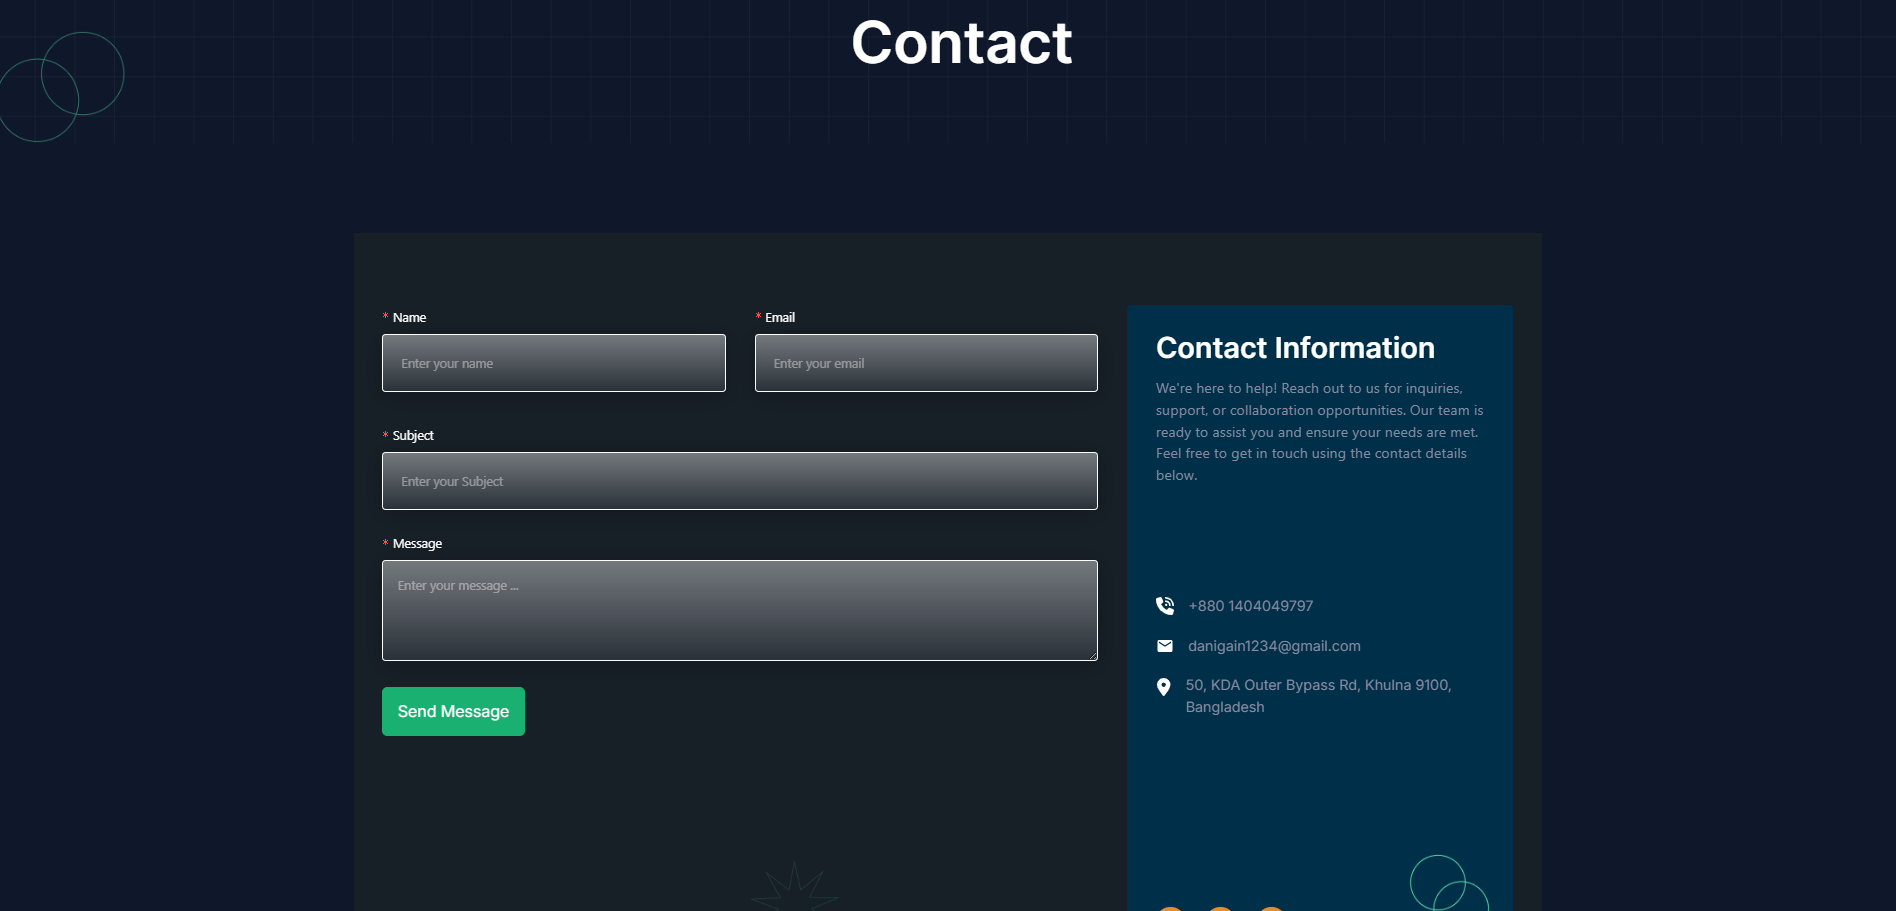 Contact
* Name
Enter your name
* Email
Enter your email
* Subject
Enter your Subject
* Message
Enter your message ...
Send Message
Contact Information
We're here to help! Reach out to us for inquiries,
support, or collaboration opportunities. Our team is
ready to assist you and ensure your needs are met.
Feel free to get in touch using the contact details
below.
+880 1404049797
danigain1234@gmail.com
50, KDA Outer Bypass Rd, Khulna 9100,
Bangladesh